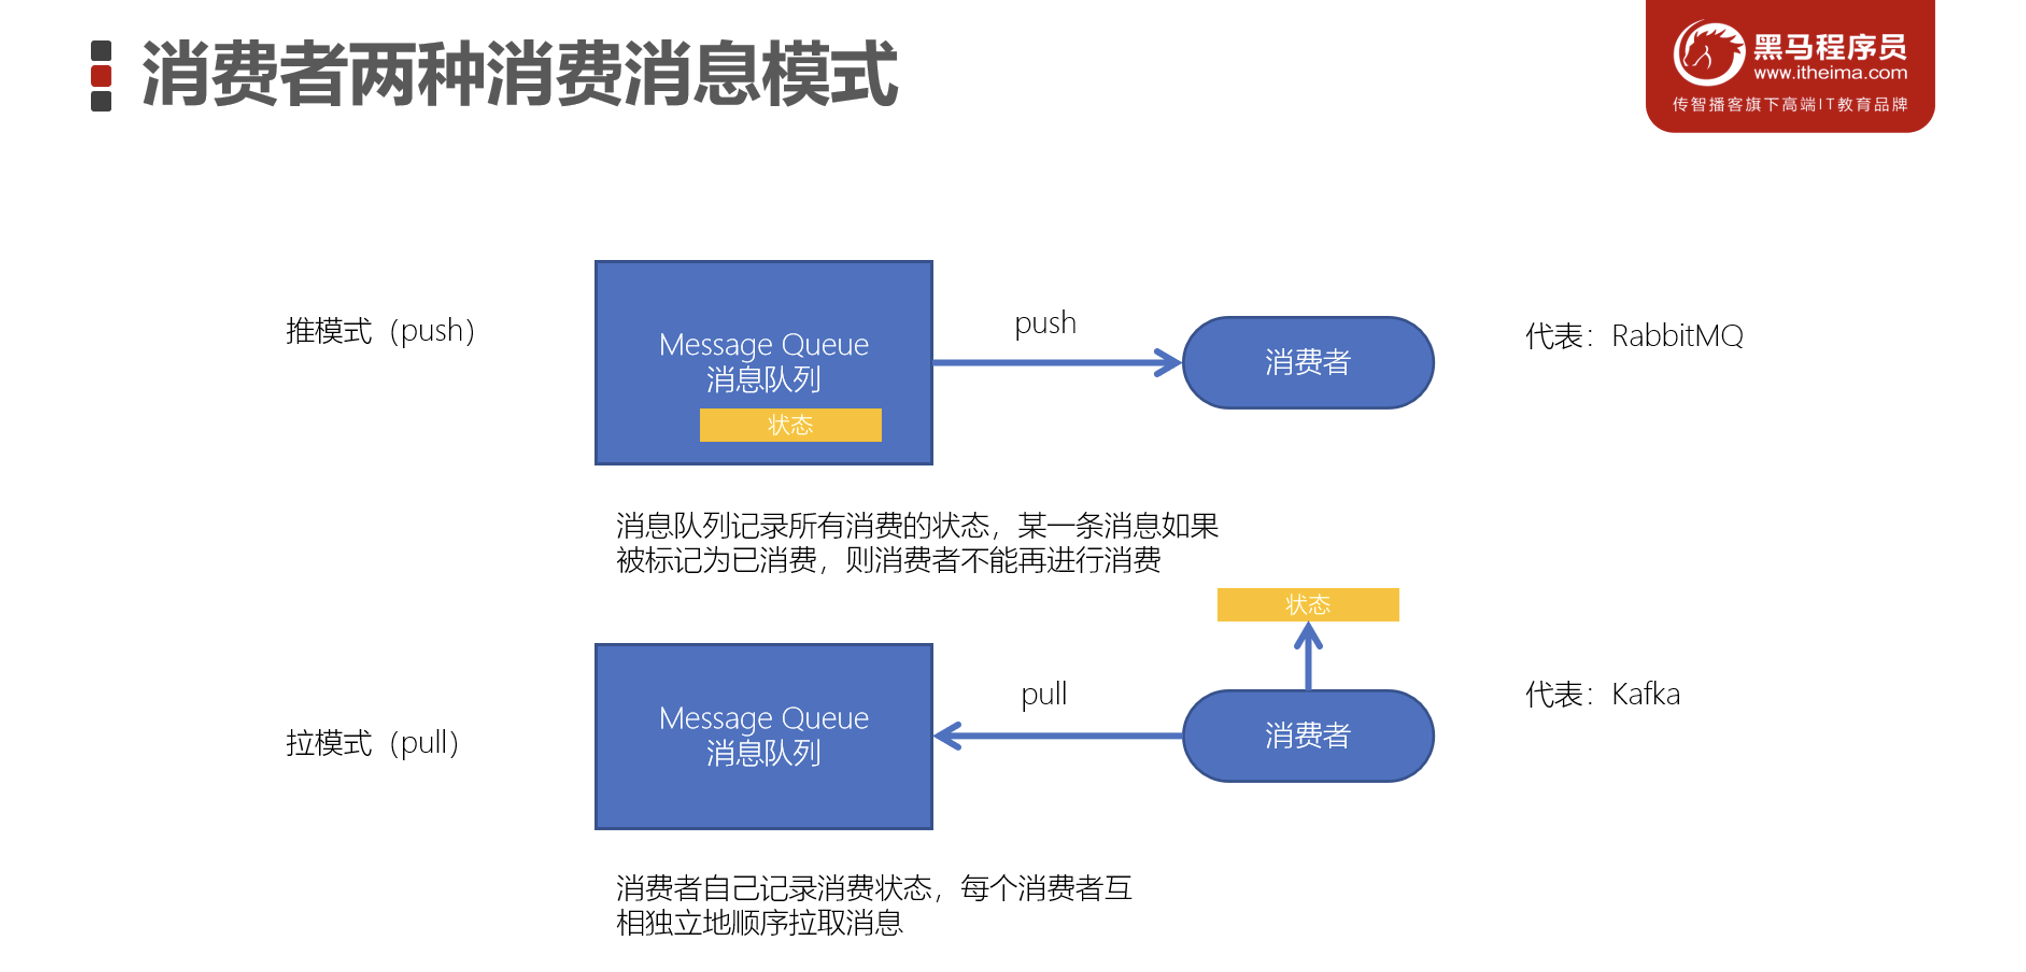 消费者两种消费消息模式
黑马程序员
www.itheima.com
传智播客旗下高端IT教育品牌
推模式（push）
Message Queue
消息队列
状态
push
消费者
代表：RabbitMQ
消息队列记录所有消费的状态，某一条消息如果
被标记为已消费，则消费者不能再进行消费
状态
拉模式（pull）
Message Queue
消息队列
pull
消费者
代表：Kafka
消费者自己记录消费状态，每个消费者互
相独立地顺序拉取消息